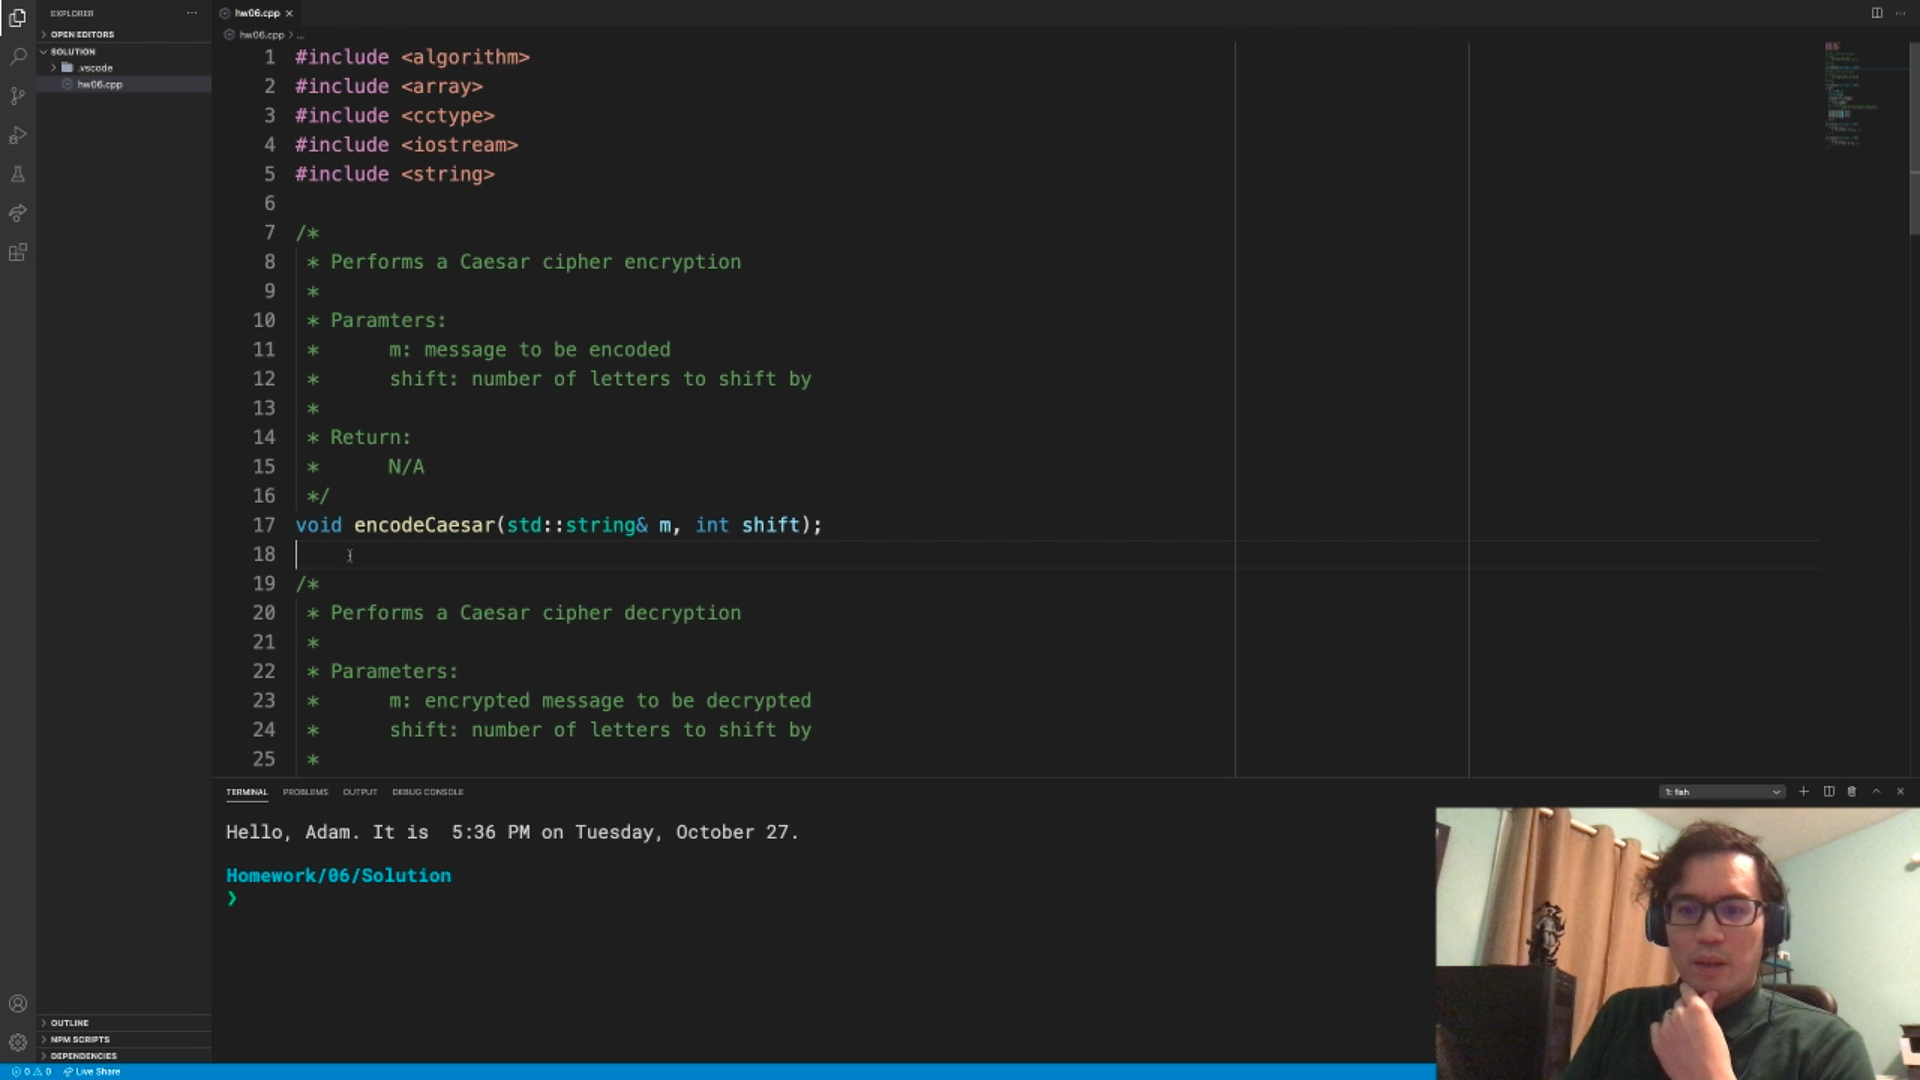 EXPLORER
OPEN EDITORS
SOLUTION
.vscode
hw06.cpp
hw06.cpp
hw06.cpp > ...
1 #include <algorithm>
2 #include <array>
3 #include <cctype>
4 #include <iostream>
5 #include <string>
6
7 /*
8 * Performs a Caesar cipher encryption
9 *
10 * Paramters:
11 * m: message to be encoded
12 * shift: number of letters to shift by
13 *
14 * Return:
15 * N/A
16 */
17 void encodeCaesar(std::string& m, int shift);
18
19 /*
20 * Performs a Caesar cipher decryption
21 *
22 * Parameters:
23 * m: encrypted message to be decrypted
24 * shift: number of letters to shift by
25 *
TERMINAL PROBLEMS OUTPUT DEBUG CONSOLE
1: fish
Hello, Adam. It is  5:36 PM on Tuesday, October 27.
Homework/06/Solution
❯
OUTLINE
NPM SCRIPTS
DEPENDENCIES
0 0 Live Share